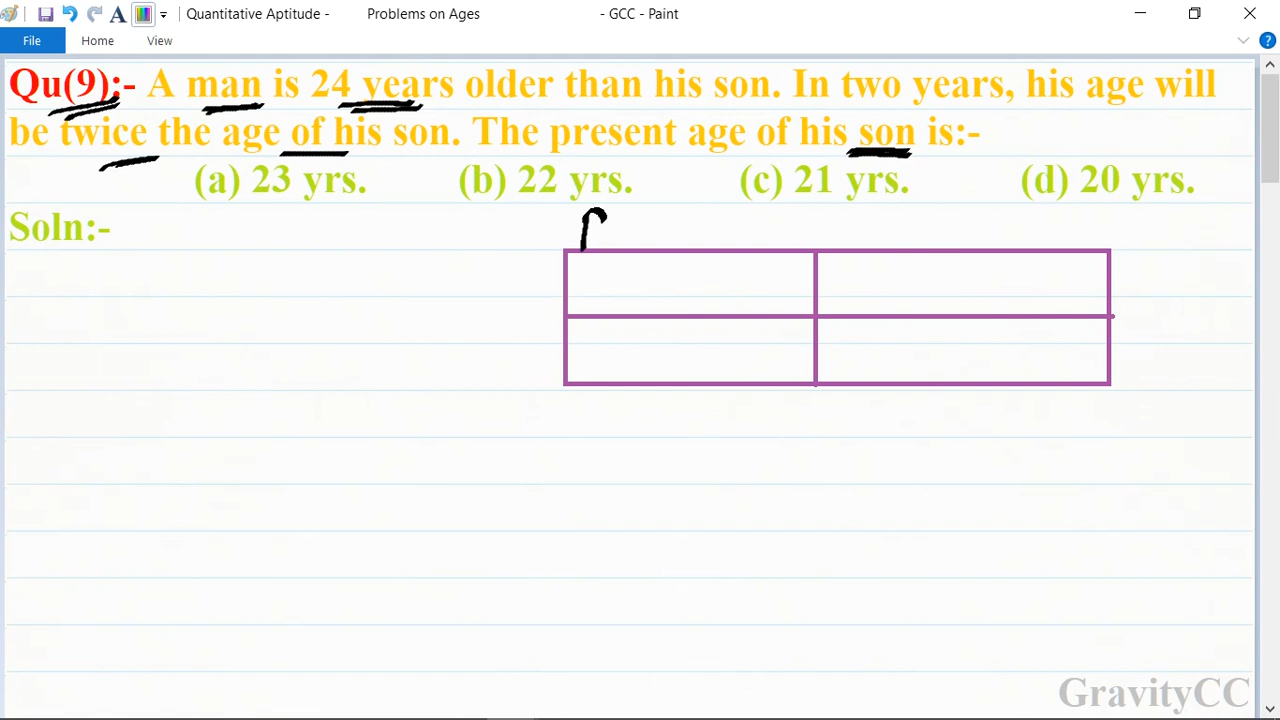 Quantitative Aptitude - Problems on Ages - GCC - Paint
File Home View
Qu(9):- A man is 24 years older than his son. In two years, his age will
be twice the age of his son. The present age of his son is:-
(a) 23 yrs. (b) 22 yrs. (c) 21 yrs. (d) 20 yrs.
Soln:-
GravityCC